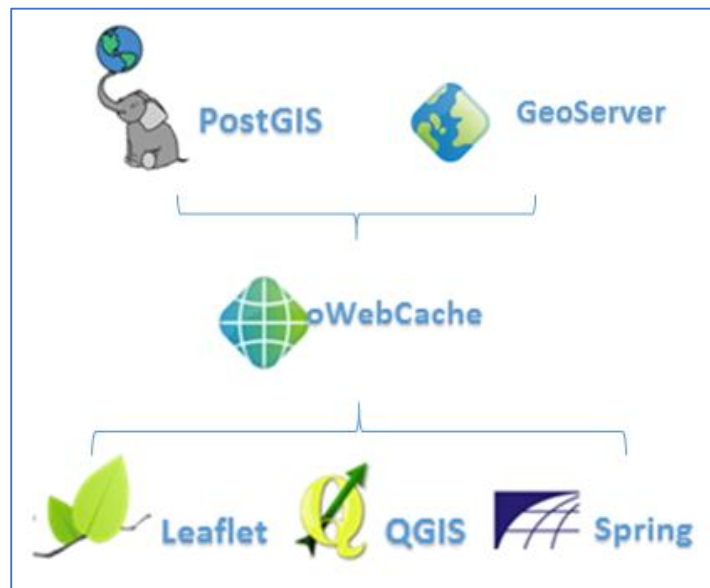 PostGIS
GeoServer
oWebCache
Leaflet
QGIS
Spring